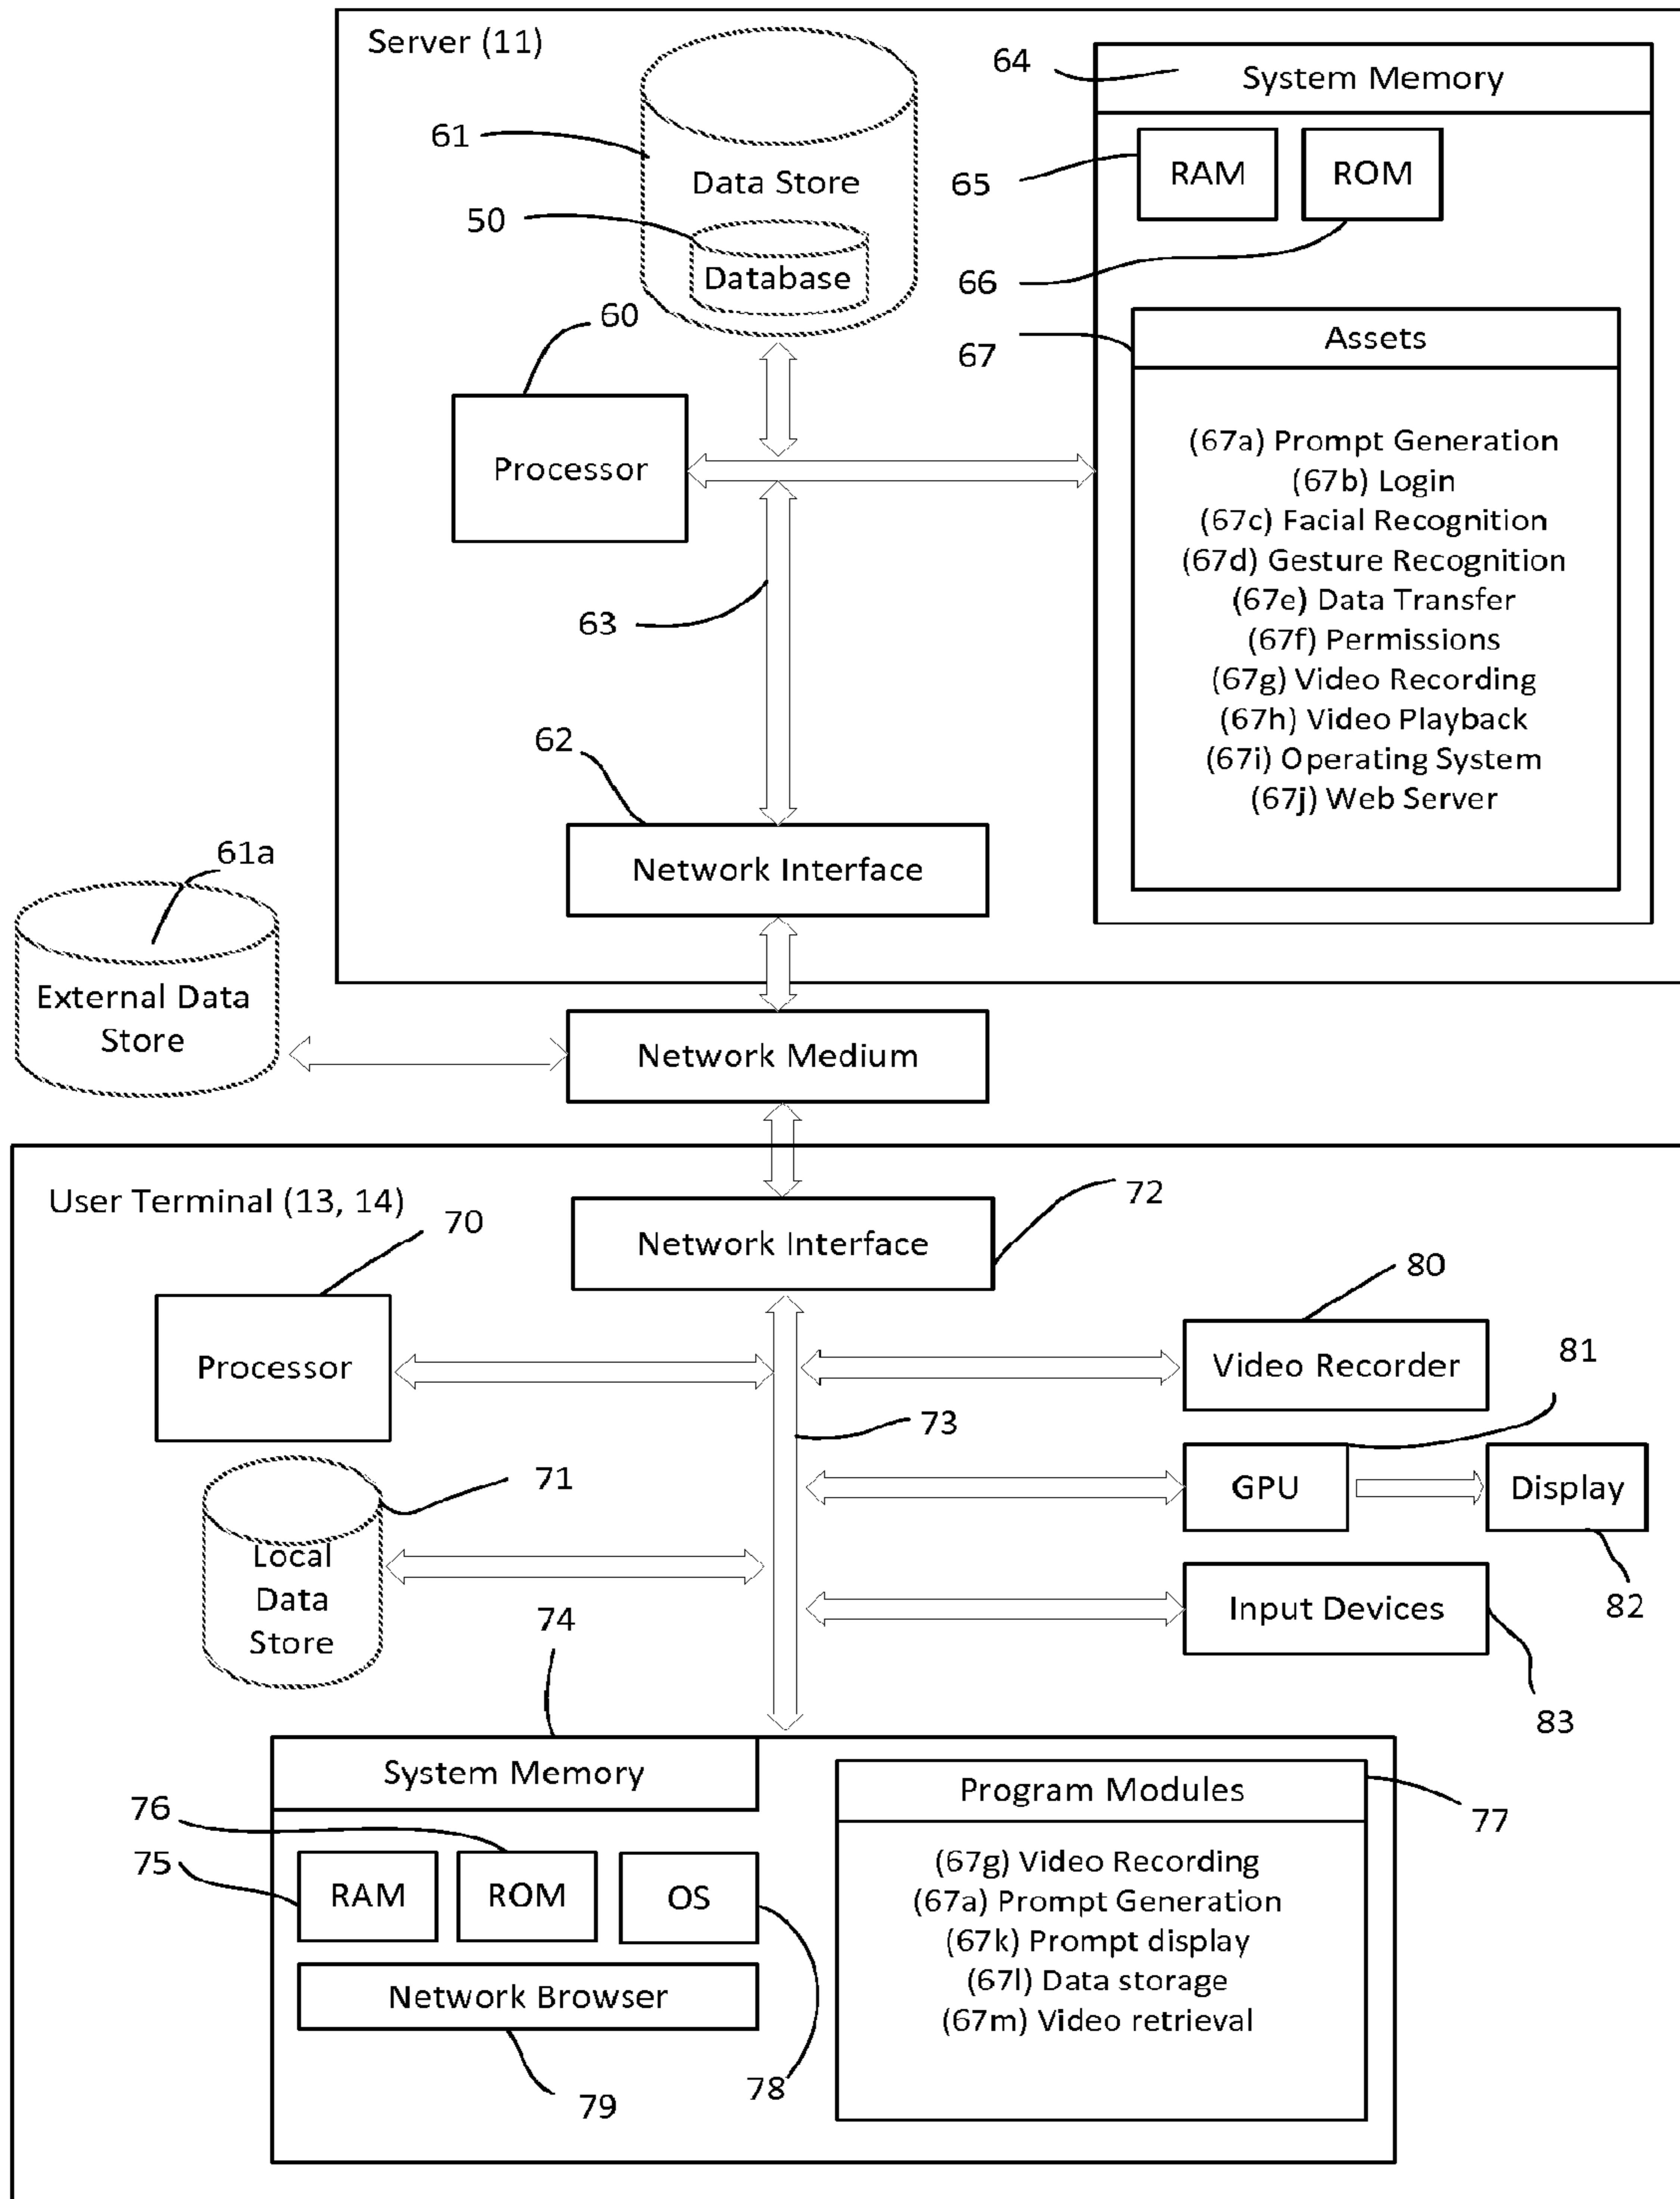 Server (11)
64
System Memory
61
Data Store
65
RAM
ROM
50
Database
66
60
67
Assets
Processor
(67a) Prompt Generation
(67b) Login
(67c) Facial Recognition
(67d) Gesture Recognition
(67e) Data Transfer
(67f) Permissions
(67g) Video Recording
(67h) Video Playback
(67i) Operating System
(67j) Web Server
63
62
Network Interface
61a
External Data
Store
Network Medium
User Terminal (13, 14)
70
Network Interface
72
80
Processor
Video Recorder
81
73
71
GPU
Display
Local
Data
Store
Input Devices
82
74
83
System Memory
Program Modules
77
76
75
RAM
ROM
OS
(67g) Video Recording
(67a) Prompt Generation
(67k) Prompt display
(67l) Data storage
(67m) Video retrieval
Network Browser
78
79